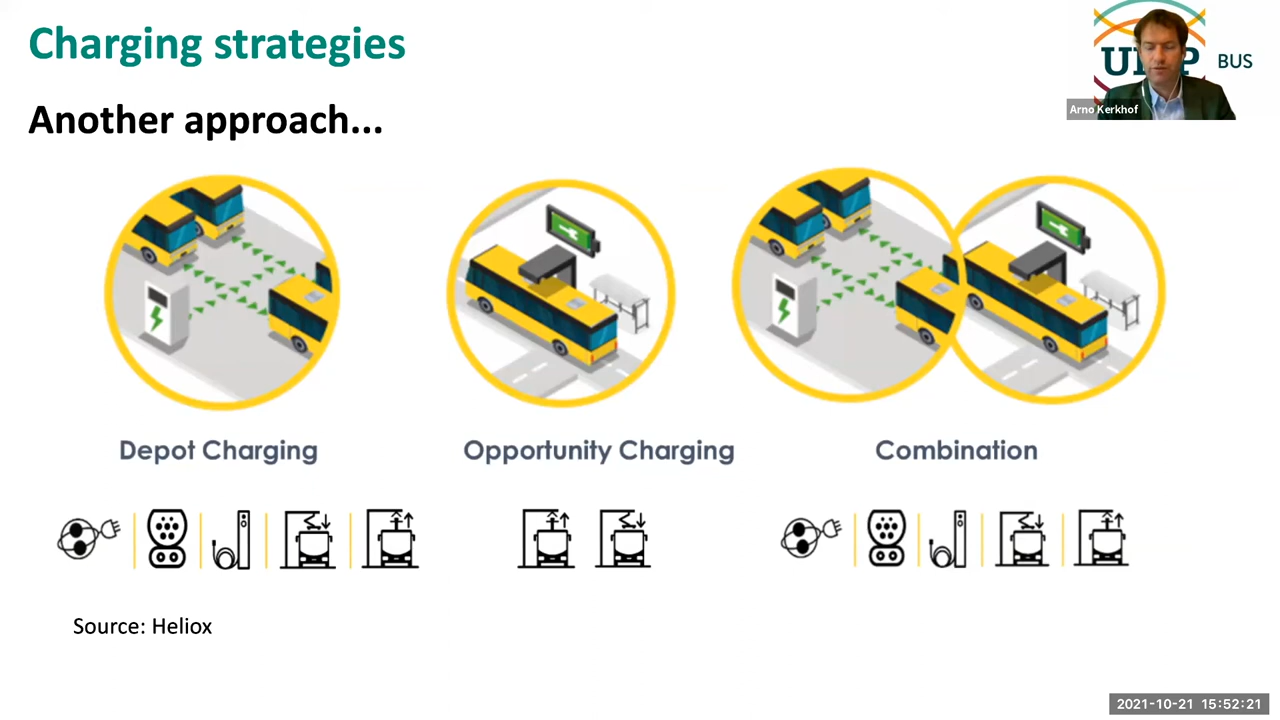 Charging strategies
Another approach...
BUS
Arno Kerkhof
Depot Charging
Opportunity Charging
Combination
Source: Heliox
2021-10-21 15:52:21